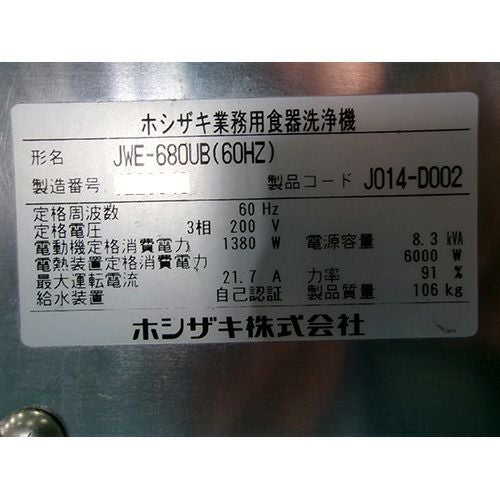 ホシザキ業務用食器洗浄機
形名 JWE-680UB(60HZ)
製造番号 製品コード J014-D002
定格周波数 60 Hz
定格電圧 3相 200 V
電動機定格消費電力 1380 W 電源容量 8.3 kVA
電熱装置定格消費電力 6000 W
最大運転電流 21.7 A 力率 91 %
給水装置 自己認証 製品質量 106 kg
ホシザキ株式会社